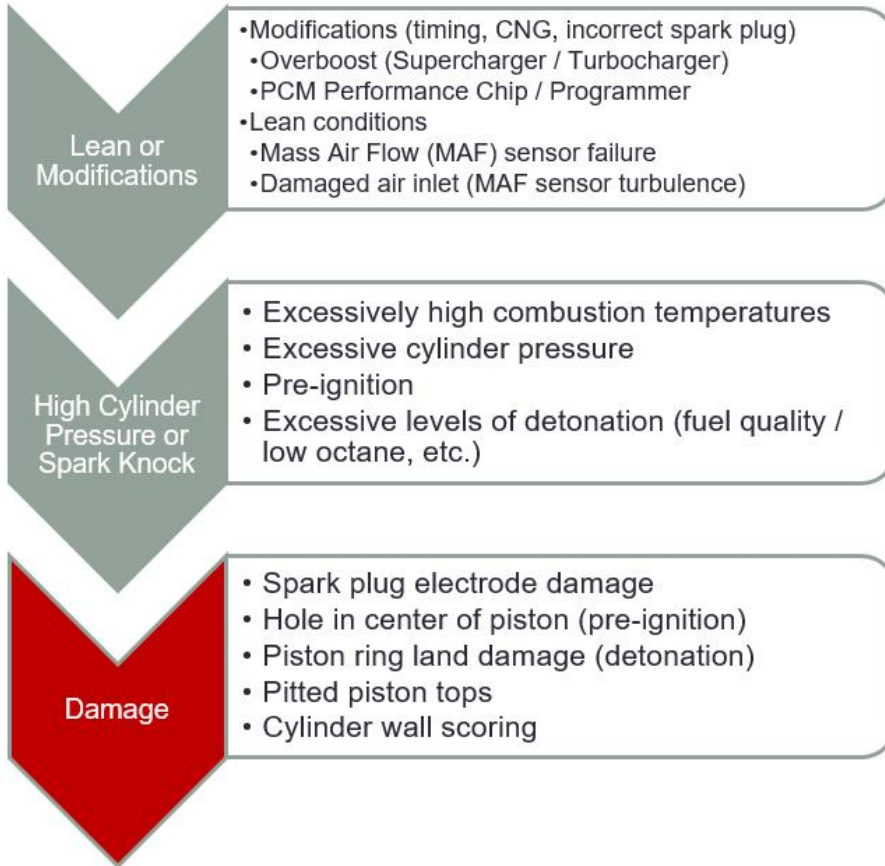 •Modifications (timing, CNG, incorrect spark plug)
•Overboost (Supercharger / Turbocharger)
•PCM Performance Chip / Programmer
•Lean conditions
•Mass Air Flow (MAF) sensor failure
•Damaged air inlet (MAF sensor turbulence)
Lean or
Modifications
• Excessively high combustion temperatures
• Excessive cylinder pressure
• Pre-ignition
• Excessive levels of detonation (fuel quality /
low octane, etc.)
High Cylinder
Pressure or
Spark Knock
• Spark plug electrode damage
• Hole in center of piston (pre-ignition)
• Piston ring land damage (detonation)
• Pitted piston tops
• Cylinder wall scoring
Damage